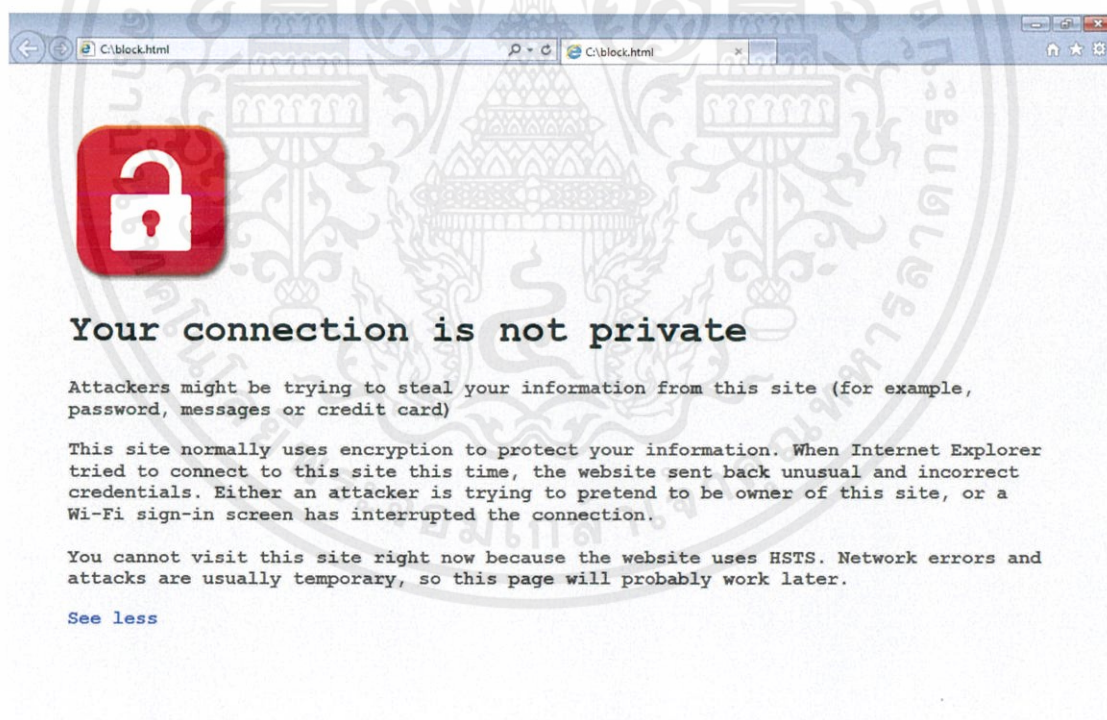 C:\block.html
C:\block.html
Your connection is not private
Attackers might be trying to steal your information from this site (for example,
password, messages or credit card)
This site normally uses encryption to protect your information. When Internet Explorer
tried to connect to this site this time, the website sent back unusual and incorrect
credentials. Either an attacker is trying to pretend to be owner of this site, or a
Wi-Fi sign-in screen has interrupted the connection.
You cannot visit this site right now because the website uses HSTS. Network errors and
attacks are usually temporary, so this page will probably work later.
See less